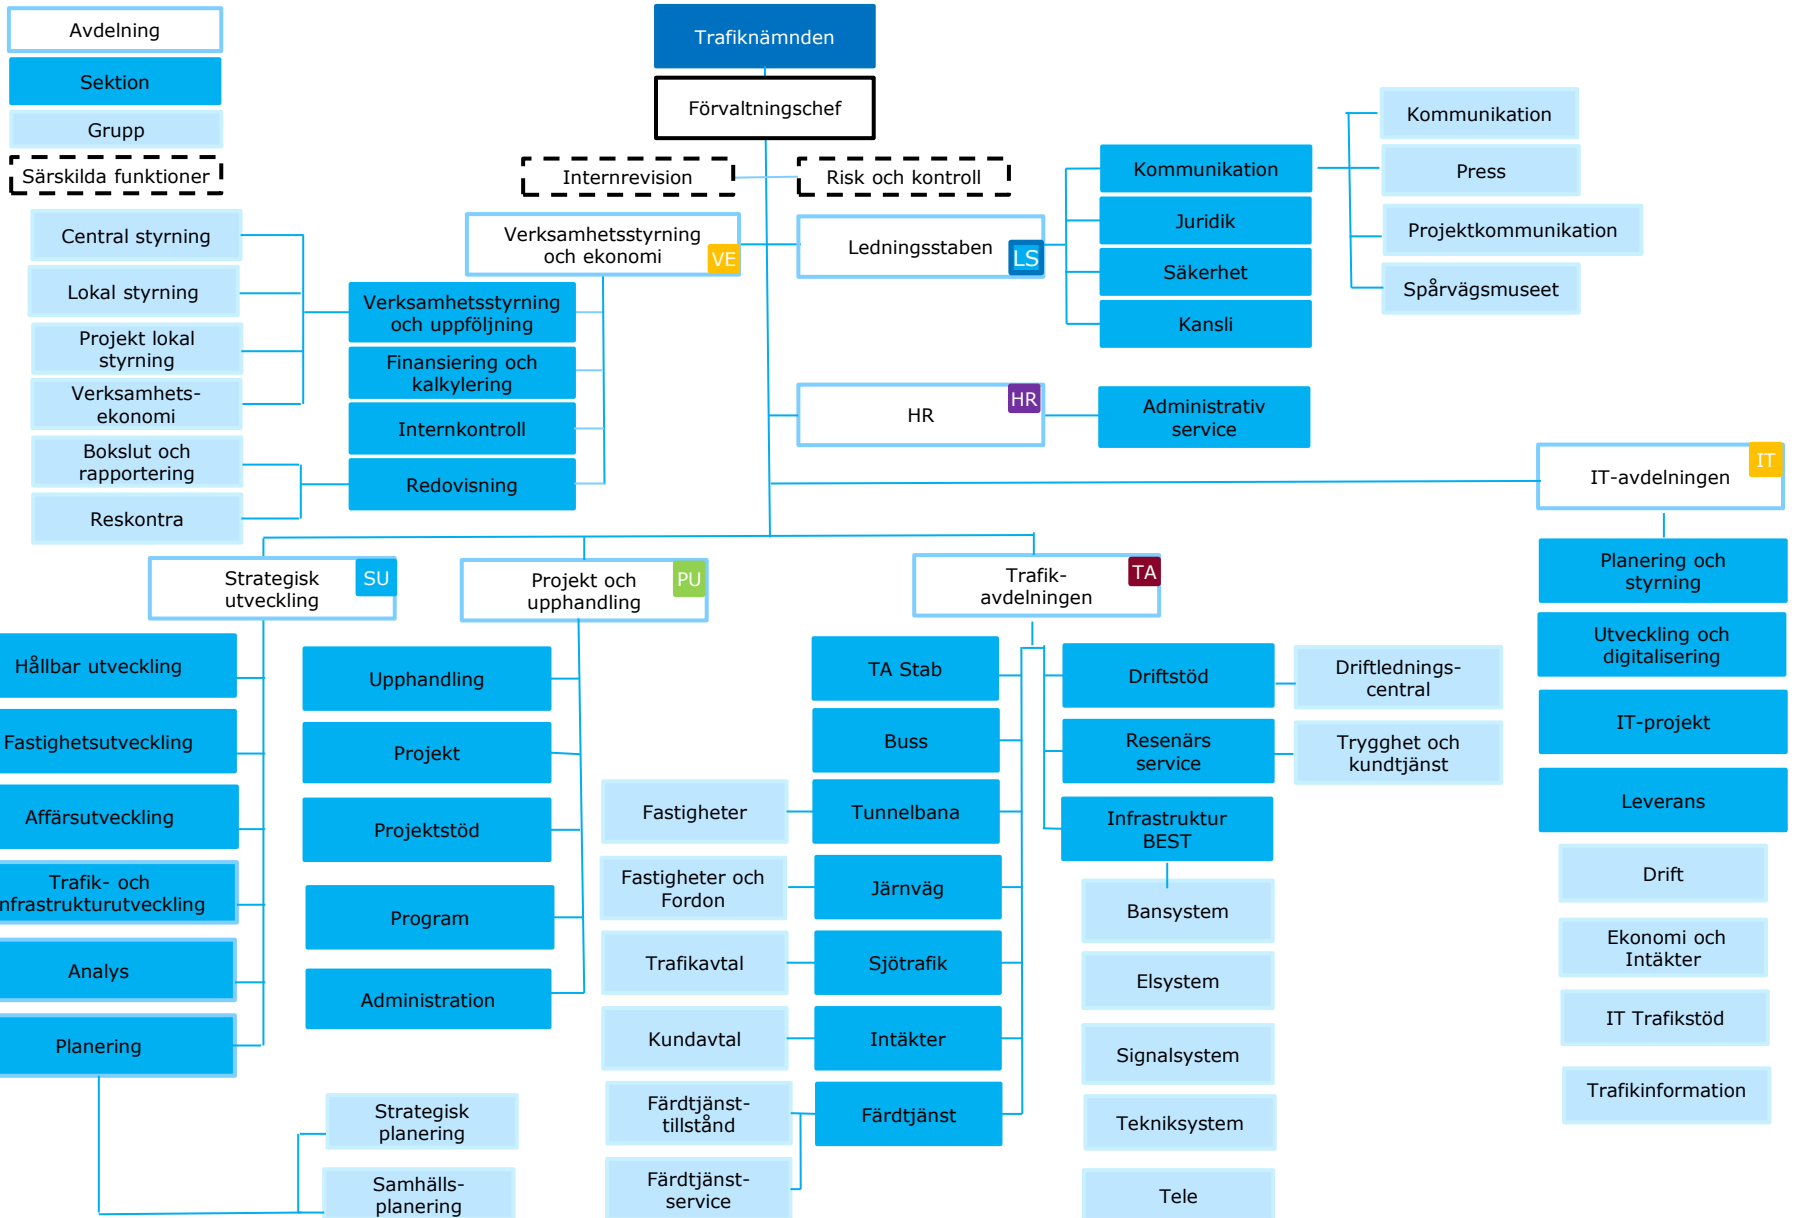 Avdelning
Sektion
Grupp
Särskilda funktioner
Trafiknämnden
Förvaltningschef
Internrevision
Risk och kontroll
Verksamhetsstyrning
och ekonomi
VE
Ledningsstaben
LS
Kommunikation
Juridik
Säkerhet
Kansli
Kommunikation
Press
Projektkommunikation
Spårvägsmuseet
Central styrning
Lokal styrning
Projekt lokal
styrning
Verksamhets-
ekonomi
Bokslut och
rapportering
Reskontra
Verksamhetsstyrning
och uppföljning
Finansiering och
kalkylering
Internkontroll
Redovisning
HR
HR
Administrativ
service
IT-avdelningen
IT
Planering och
styrning
Utveckling och
digitalisering
IT-projekt
Leverans
Drift
Ekonomi och
Intäkter
IT Trafikstöd
Trafikinformation
Strategisk
utveckling
SU
Hållbar utveckling
Fastighetsutveckling
Affärsutveckling
Trafik- och
nfrastrukturutveckling
Analys
Planering
Strategisk
planering
Samhälls-
planering
Projekt och
upphandling
PU
Upphandling
Projekt
Projektstöd
Program
Administration
Trafik-
avdelningen
TA
TA Stab
Buss
Tunnelbana
Järnväg
Sjötrafik
Intäkter
Färdtjänst
Fastigheter
Fastigheter och
Fordon
Trafikavtal
Kundavtal
Färdtjänst-
tillstånd
Färdtjänst-
service
Driftstöd
Resenärs
service
Infrastruktur
BEST
Driftlednings-
central
Trygghet och
kundtjänst
Bansystem
Elsystem
Signalsystem
Tekniksystem
Tele